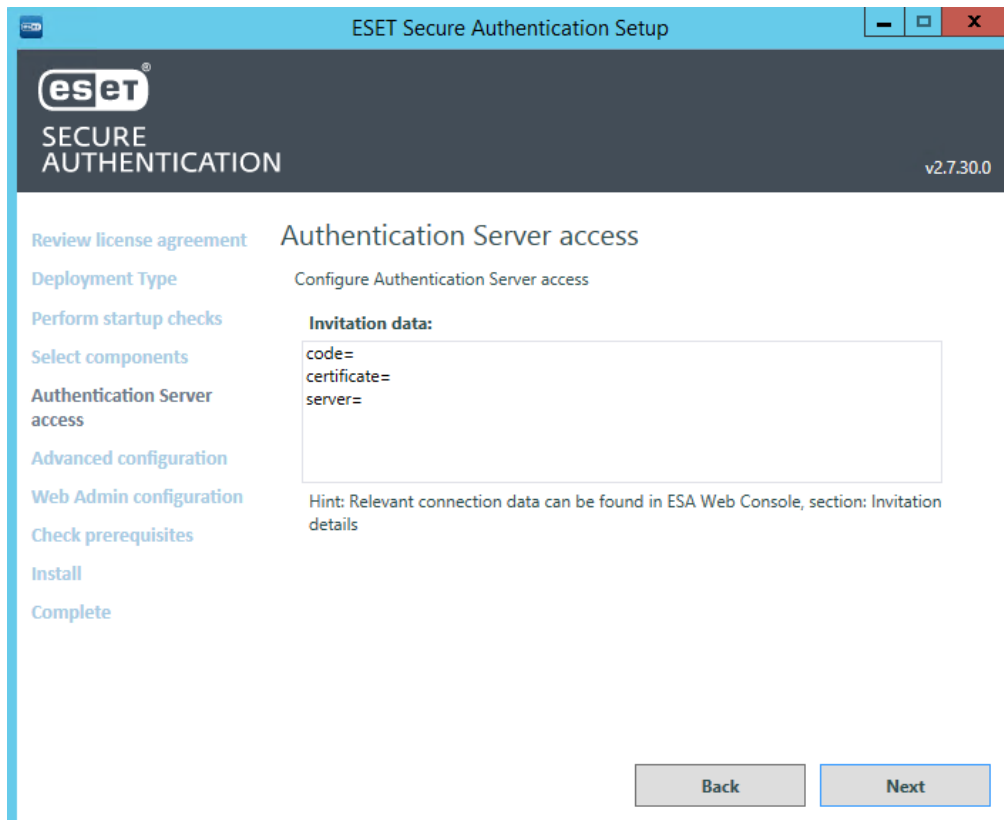 ESET Secure Authentication Setup
eset®
SECURE
AUTHENTICATION
v2.7.30.0
Review license agreement
Deployment Type
Perform startup checks
Select components
Authentication Server
access
Advanced configuration
Web Admin configuration
Check prerequisites
Install
Complete
Authentication Server access
Configure Authentication Server access
Invitation data:
code=
certificate=
server=
Hint: Relevant connection data can be found in ESA Web Console, section: Invitation
details
Back
Next